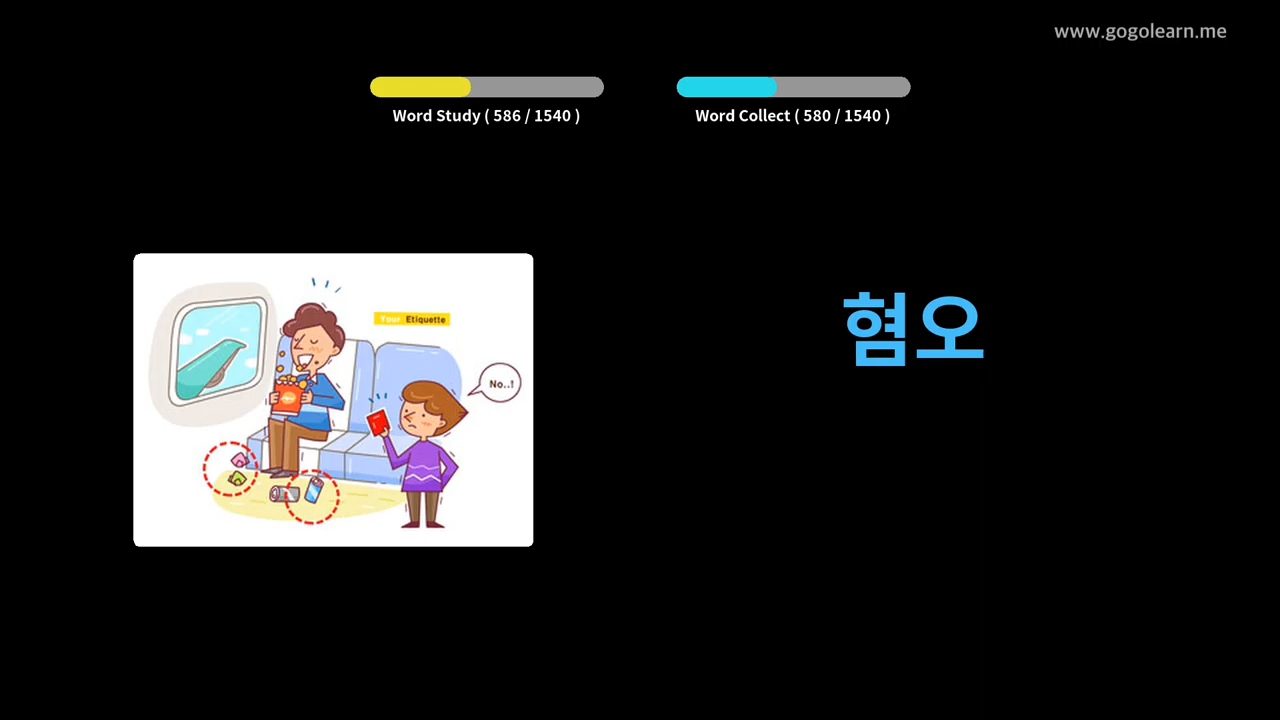 www.gogolearn.me
Word Study ( 586 / 1540 )
Word Collect ( 580 / 1540 )
Your Etiquette
No..!
혐오